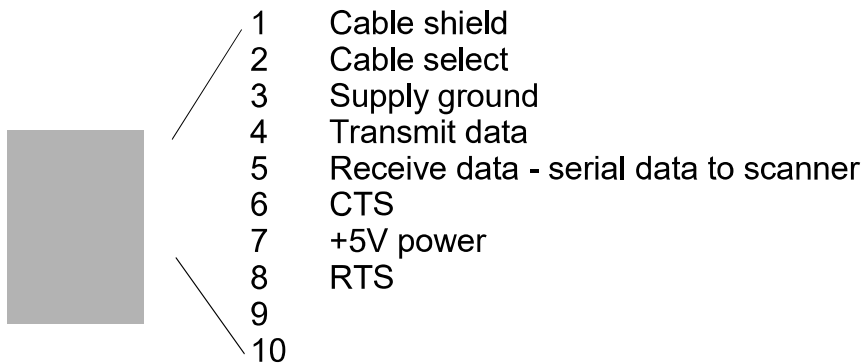 1 Cable shield
2 Cable select
3 Supply ground
4 Transmit data
5 Receive data - serial data to scanner
6 CTS
7 +5V power
8 RTS
9
10